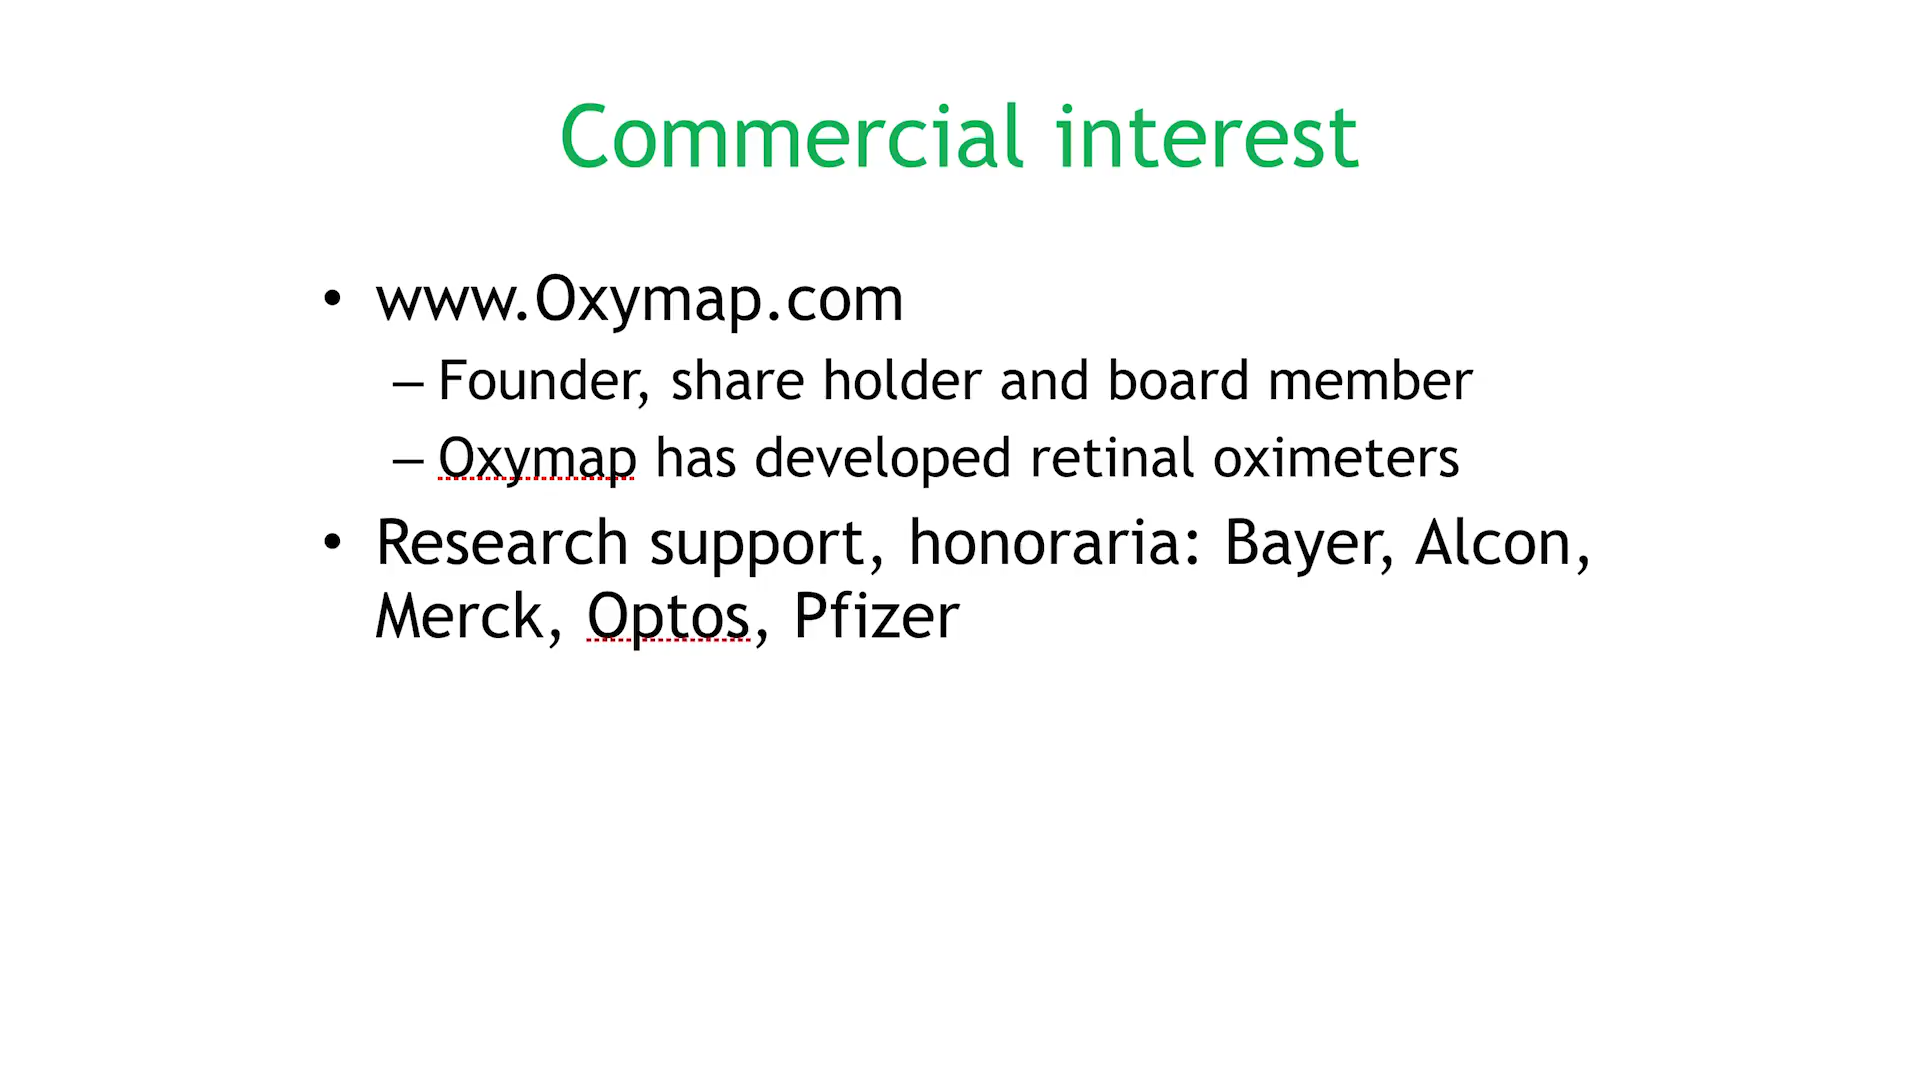 Commercial interest
• www.Oxymap.com
– Founder, share holder and board member
– Oxymap has developed retinal oximeters
• Research support, honoraria: Bayer, Alcon,
Merck, Optos, Pfizer